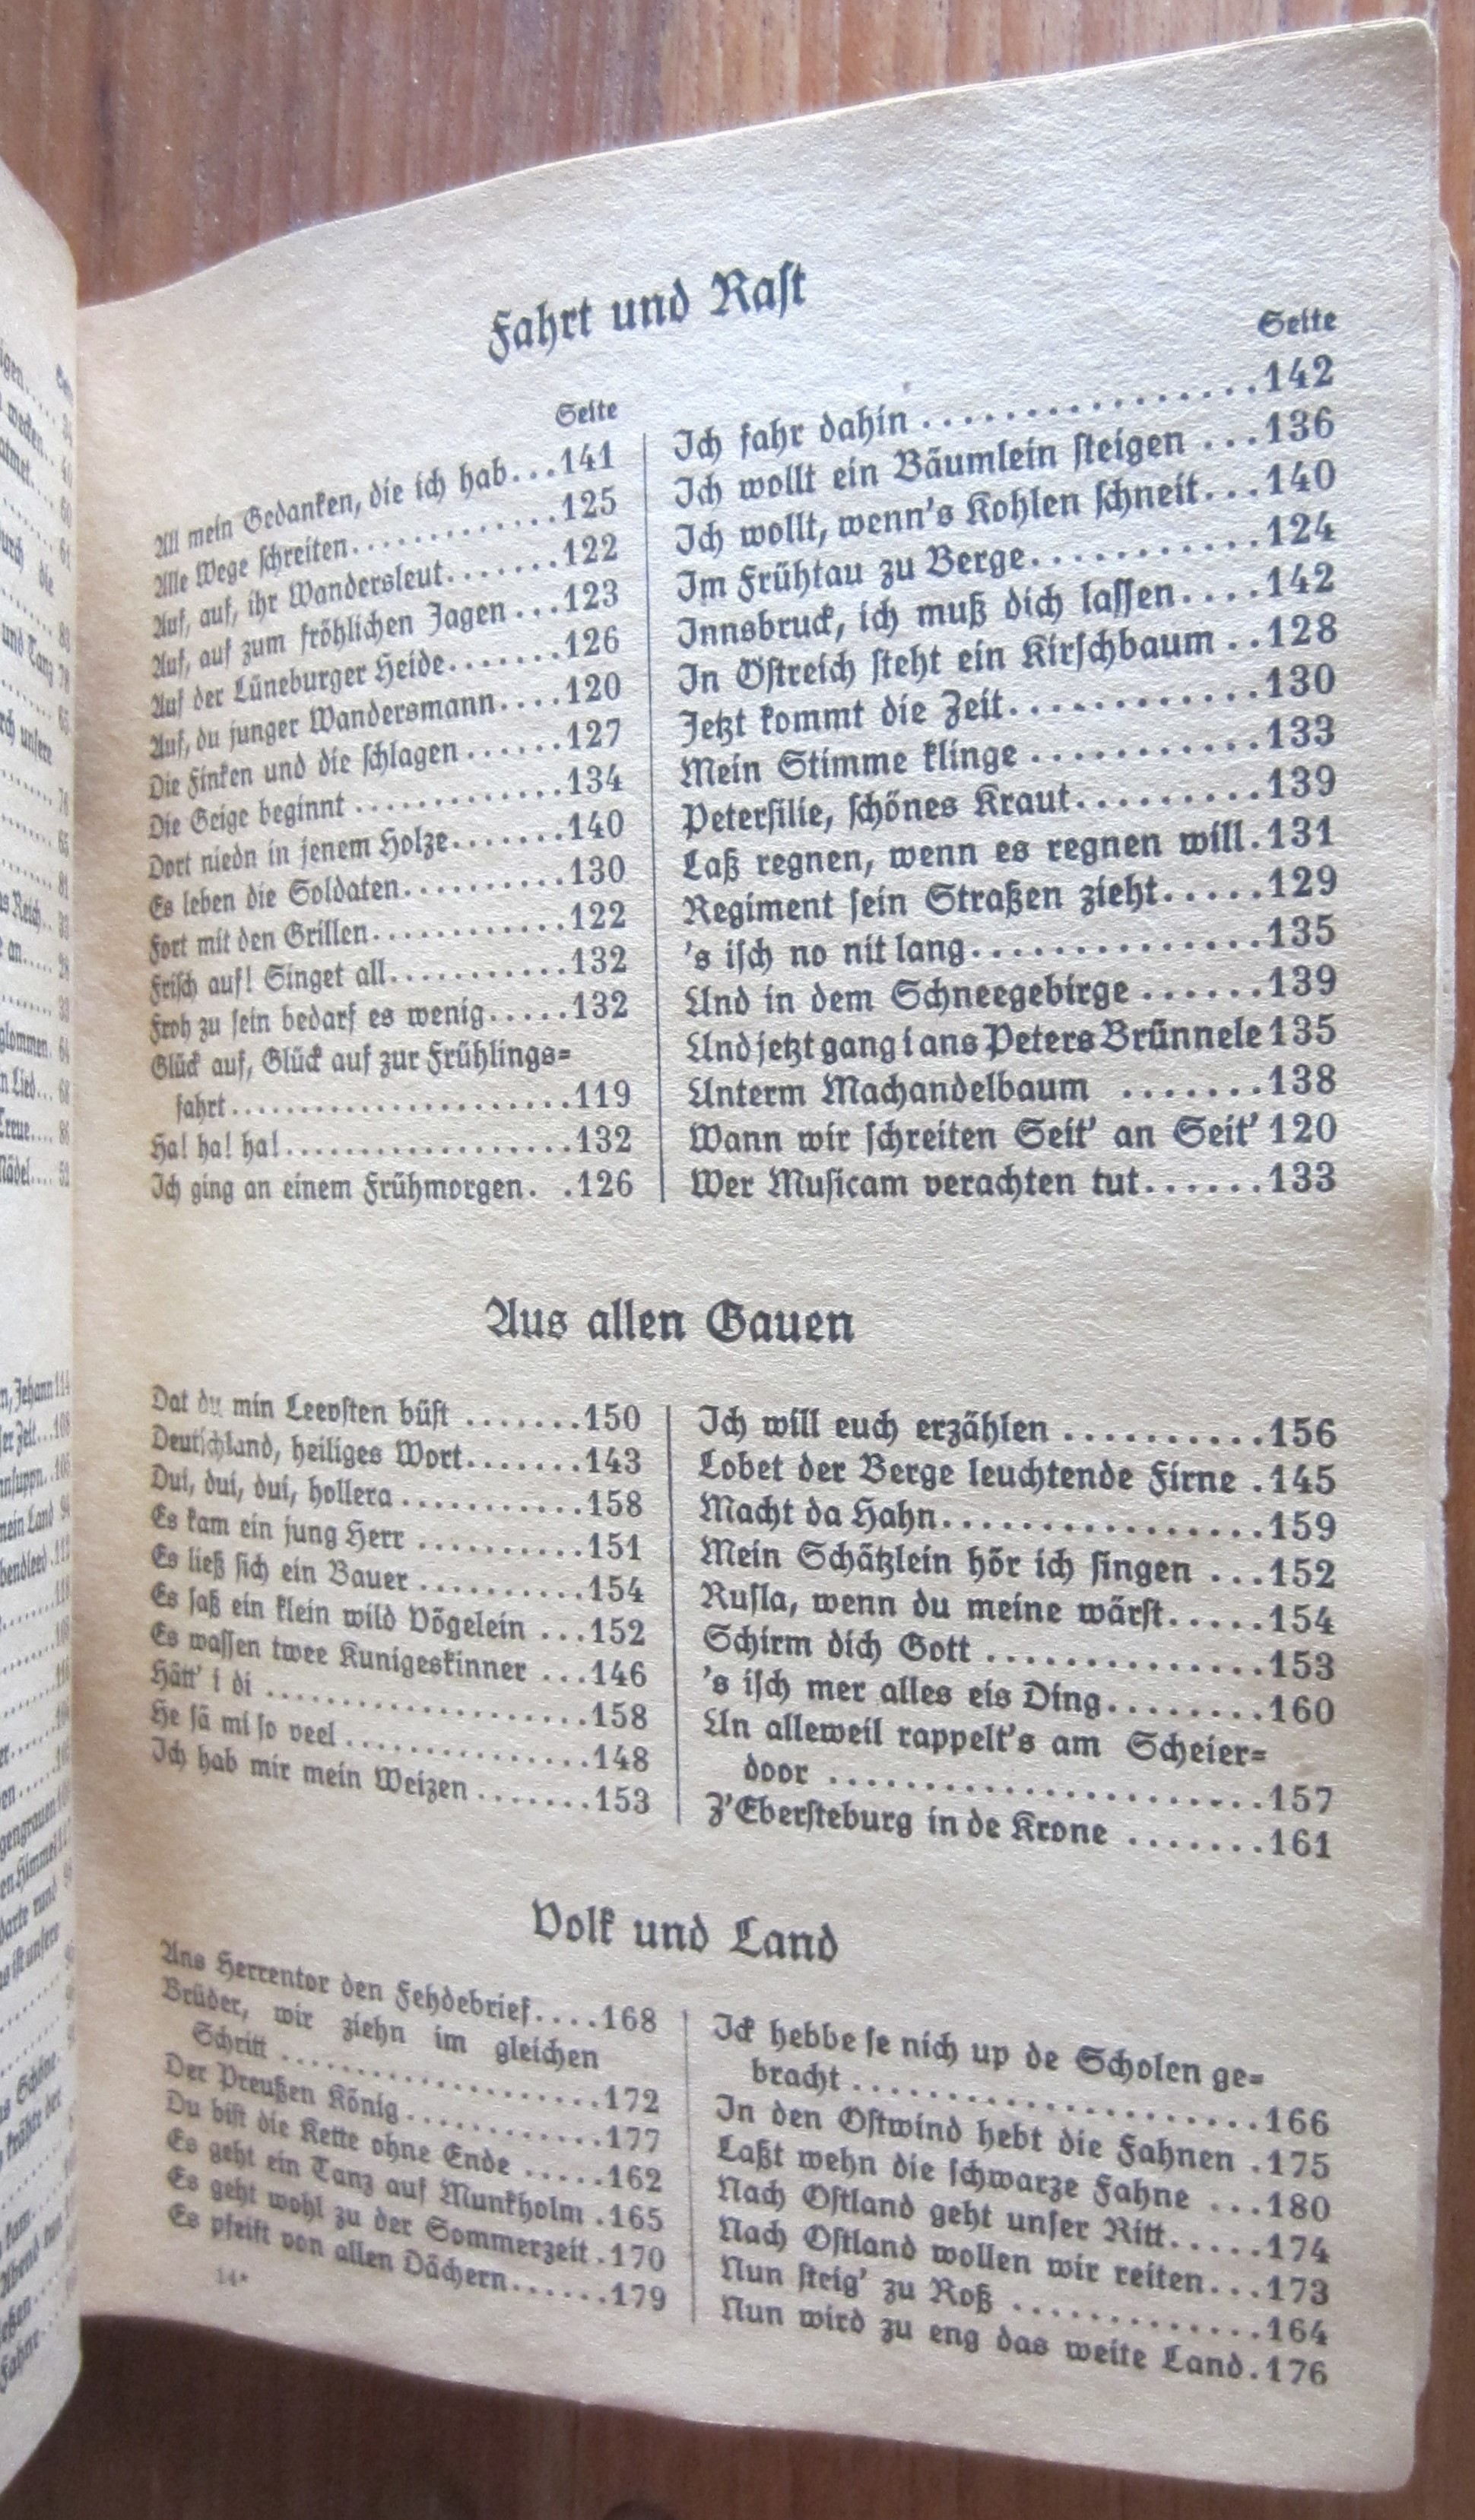 Fahrt und Rast
Seite
All mein Gedanken, die ich hab...141
Alle Wege schreiten............125
Auf, auf, ihr Wandersleut.......122
Auf, auf zum fröhlichen Jagen ...123
Auf der Lüneburger Heide.......126
Auf, du junger Wandersmann....120
Die Finken und die schlagen ......127
Die Geige beginnt .............134
Dort niedn in jenem Holze.......140
Es leben die Soldaten..........130
Fort mit den Grillen............122
Frisch auf! Singet all...........132
Froh zu sein bedarf es wenig.....132
Glück auf, Glück auf zur Frühlings=
fahrt......................119
Ha! ha! ha!..................132
Ich ging an einem Frühmorgen. .126
Seite
Ich fahr dahin ................142
Ich wollt ein Bäumlein steigen ...136
Ich wollt, wenn's Kohlen schneit...140
Im Frühtau zu Berge...........124
Innsbruck, ich muß dich lassen....142
In Östreich steht ein Kirschbaum ..128
Jetzt kommt die Zeit............130
Mein Stimme klinge ...........133
Petersilie, schönes Kraut.........139
Laß regnen, wenn es regnen will.131
Regiment sein Straßen zieht.....129
's isch no nit lang..............135
Und in dem Schneegebirge ......139
Und jetzt gang i ans Peters Brünnele 135
Unterm Machandelbaum .......138
Wann wir schreiten Seit' an Seit' 120
Wer Musicam verachten tut......133
Aus allen Gauen
Dat du min Leevsten büst .......150
Deutschland, heiliges Wort.......143
Dui, dui, dui, hollera ...........158
Es kam ein jung Herr ..........151
Es ließ sich ein Bauer ..........154
Es saß ein klein wild Vögelein ...152
Es wassen twee Kunigeskinner ...146
Hätt' i di ....................158
He sä mi so veel ...............148
Ich hab mir mein Weizen .......153
Ich will euch erzählen ..........156
Lobet der Berge leuchtende Firne .145
Macht da Hahn................159
Mein Schätzlein hör ich singen ...152
Rusla, wenn du meine wärst.....154
Schirm dich Gott ..............153
's isch mer alles eis Ding........160
Un alleweil rappelt's am Scheier=
door ......................157
Z'Ebersteburg in de Krone .......161
Volk und Land
Ans Herrentor den Fehdebrief....168
Brüder, wir ziehn im gleichen
Schritt .................172
Der Preußen König..........177
Du bist die Kette ohne Ende .....162
Es geht ein Tanz auf Munkholm .165
Es geht wohl zu der Sommerzeit .170
Es pfeift von allen Dächern......179
14*
Ick hebbe se nich up de Scholen ge=
bracht ....................166
In den Ostwind hebt die Fahnen .175
Laßt wehn die schwarze Fahne ...180
Nach Ostland geht unser Ritt.....174
Nach Ostland wollen wir reiten...173
Nun steig' zu Roß ............164
Nun wird zu eng das weite Land.176